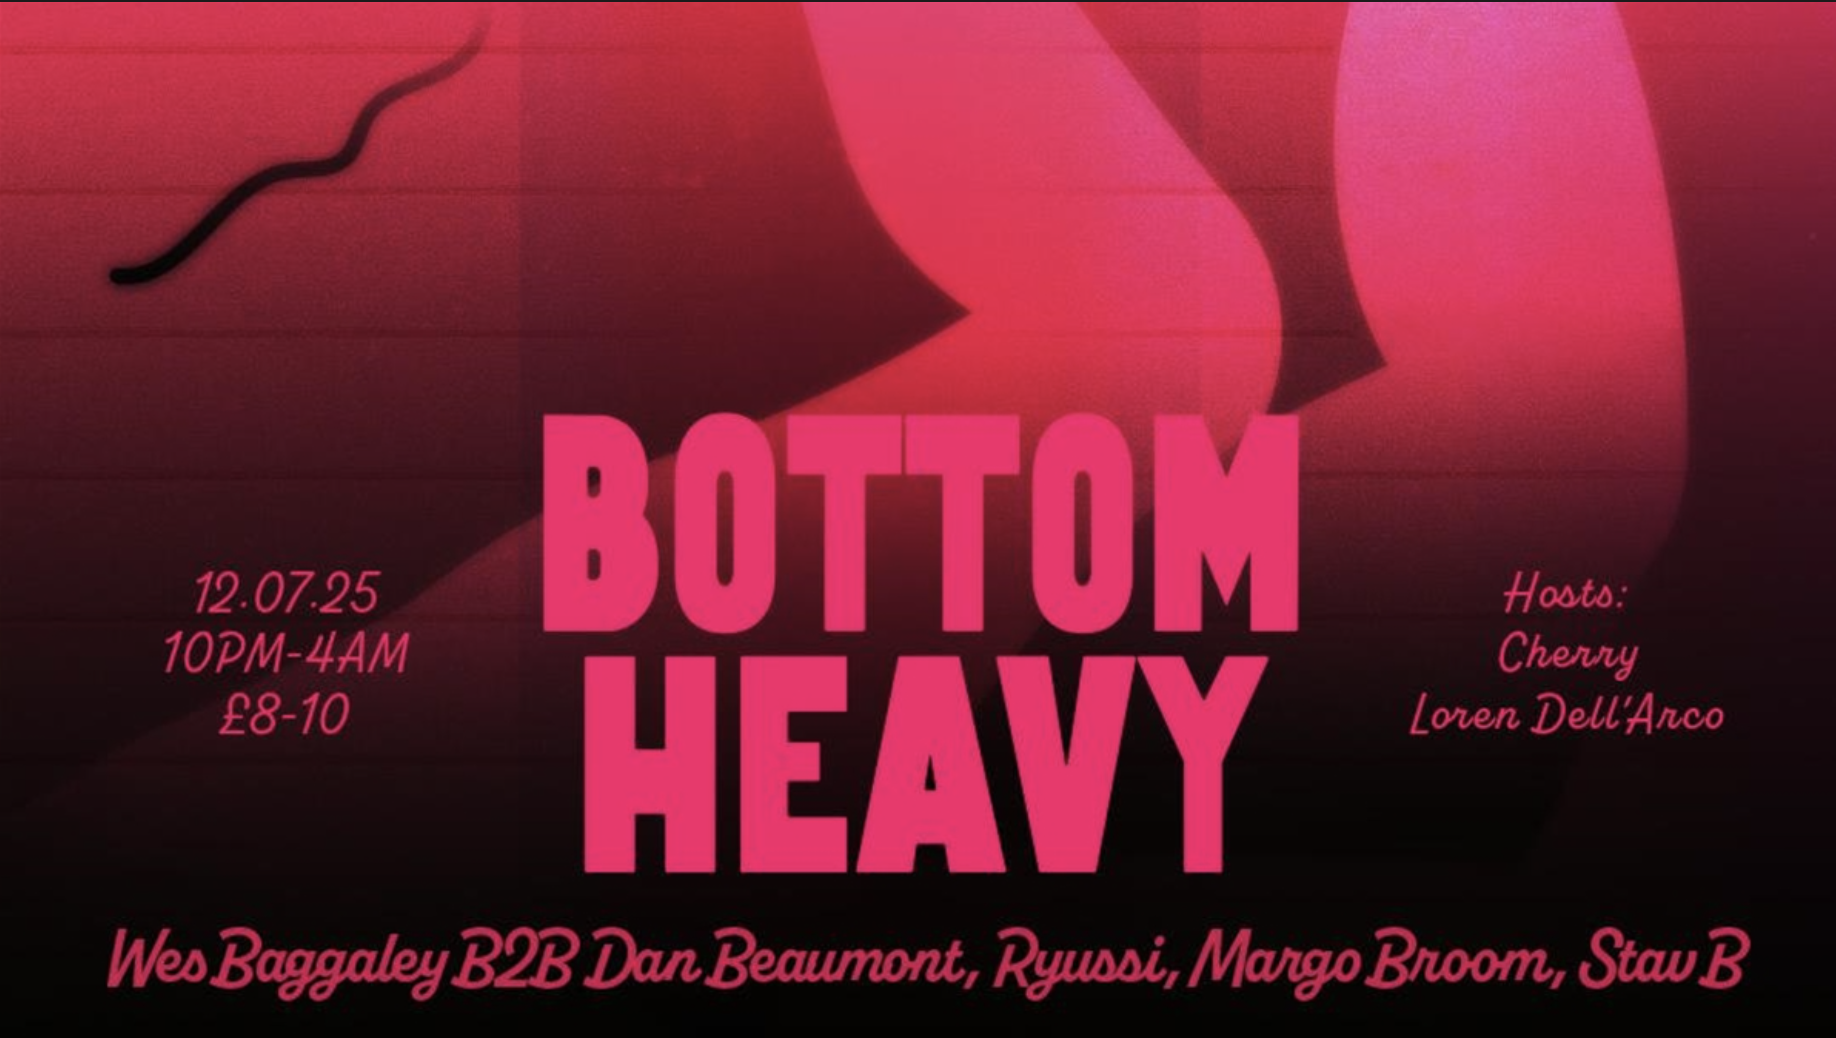 BOTTOM
HEAVY
12.07.25
10PM-4AM
£8-10
Hosts:
Cherry
Loren Dell'Arco
Wes Baggaley B2B Dan Beaumont, Ryussi, Margo Broom, Stav B